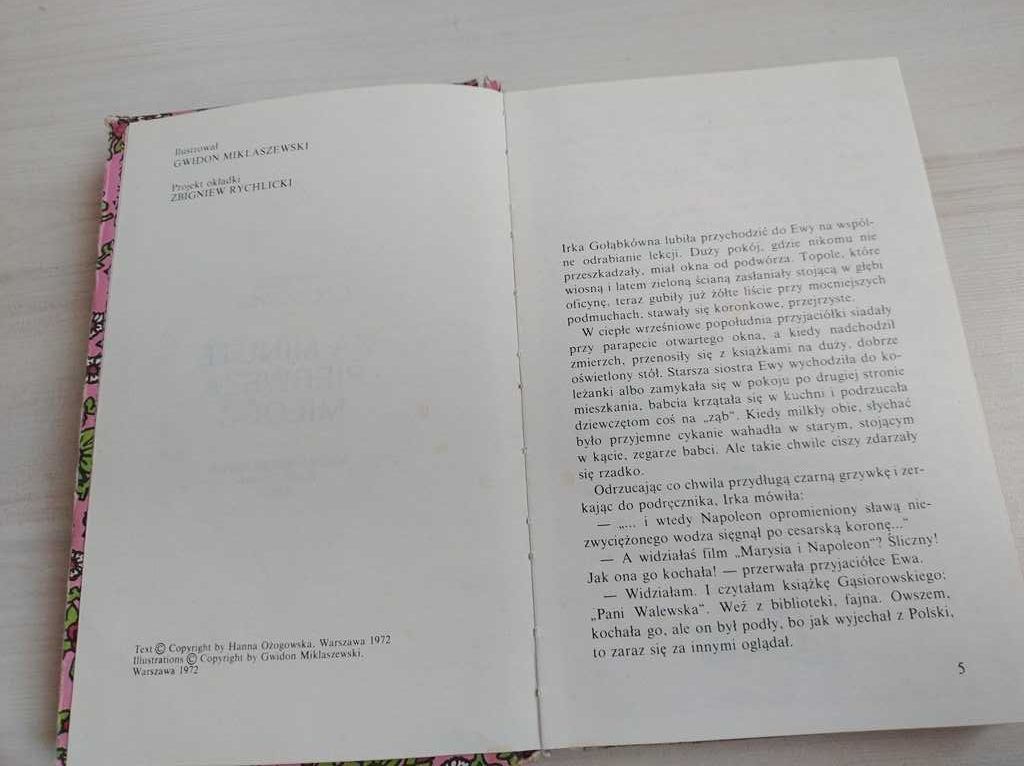 Ilustrował
GWIDON MIKLASZEWSKI
Projekt okładki
ZBIGNIEW RYCHLICKI
Text © Copyright by Hanna Ożogowska, Warszawa 1972
Illustrations © Copyright by Gwidon Miklaszewski,
Warszawa 1972
Irka Gołąbkówna lubiła przychodzić do Ewy na wspól-
ne odrabianie lekcji. Duży pokój, gdzie nikomu nie
przeszkadzały, miał okna od podwórza. Topole, które
wiosną i latem zieloną ścianą zasłaniały stojącą w głębi
oficynę, teraz gubiły już żółte liście przy mocniejszych
podmuchach, stawały się koronkowe, przejrzyste.
W ciepłe wrześniowe popołudnia przyjaciółki siadały
przy parapecie otwartego okna, a kiedy nadchodził
zmierzch, przenosiły się z książkami na duży, dobrze
oświetlony stół. Starsza siostra Ewy wychodziła do ko-
leżanki albo zamykała się w pokoju po drugiej stronie
mieszkania, babcia krzątała się w kuchni i podrzucała
dziewczętom coś na „ząb". Kiedy milkły obie, słychać
było przyjemne cykanie wahadła w starym, stojącym
w kącie, zegarze babci. Ale takie chwile ciszy zdarzały
się rzadko.
Odrzucając co chwila przydługą czarną grzywkę i zer-
kając do podręcznika, Irka mówiła:
— „... i wtedy Napoleon opromieniony sławą nie-
zwyciężonego wodza sięgnął po cesarską koronę..."
— A widziałaś film „Marysia i Napoleon"? Śliczny!
Jak ona go kochała! — przerwała przyjaciółce Ewa.
— Widziałam. I czytałam książkę Gąsiorowskiego:
„Pani Walewska". Weź z biblioteki, fajna. Owszem,
kochała go, ale on był podły, bo jak wyjechał z Polski,
to zaraz się za innymi oglądał.
5